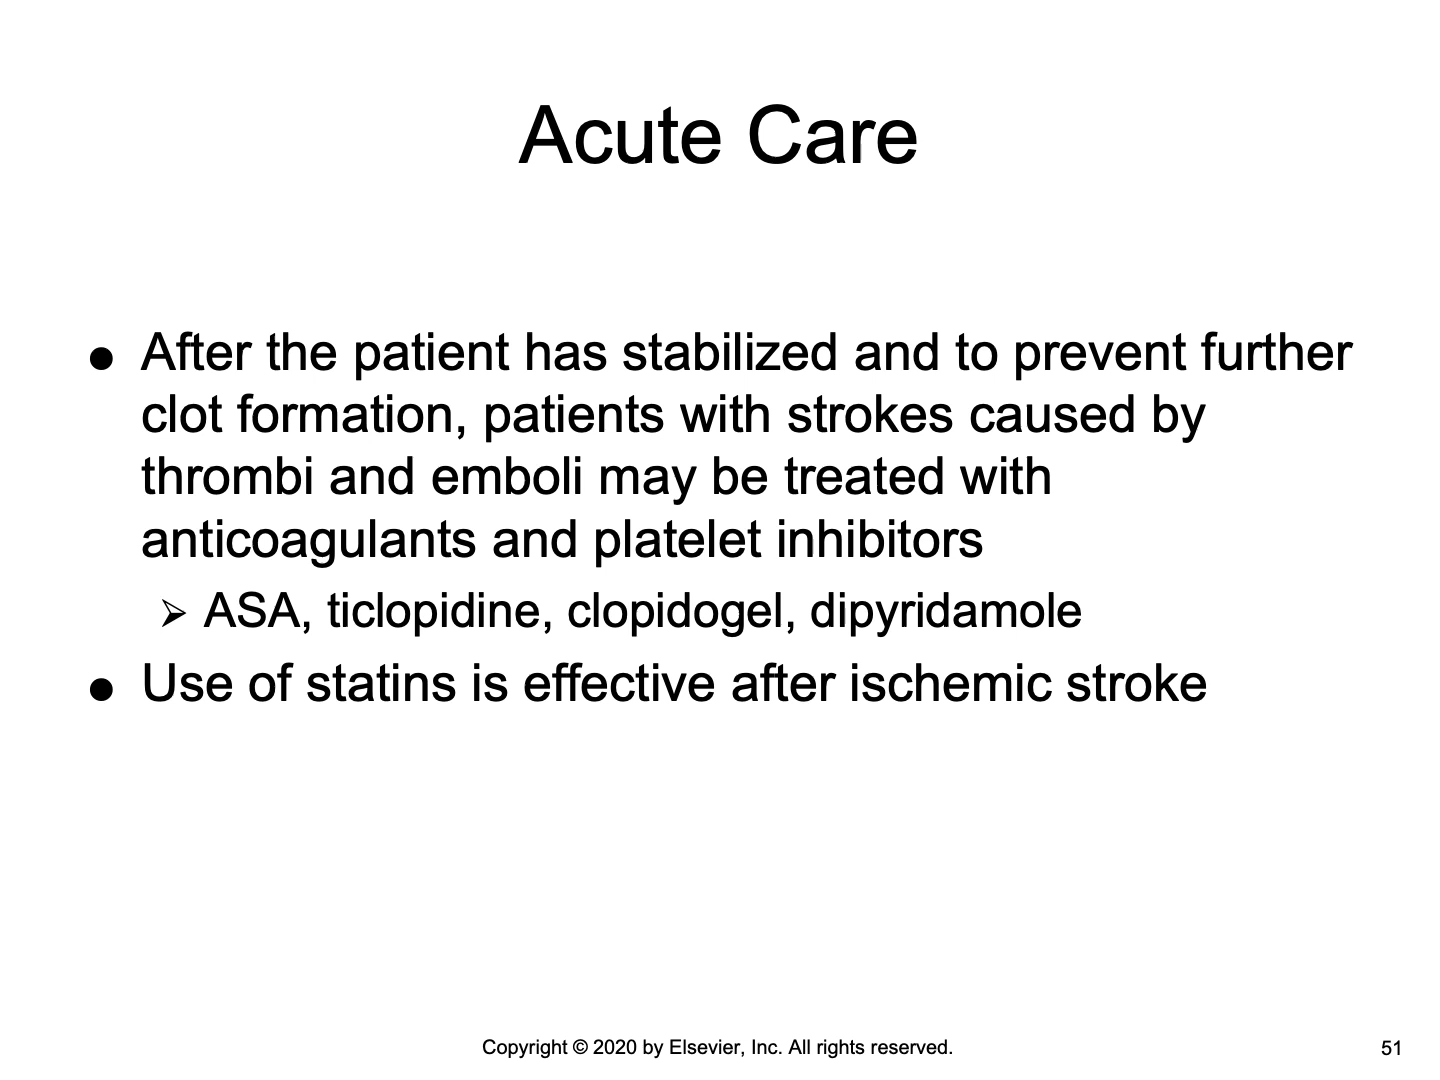 Acute Care
● After the patient has stabilized and to prevent further
clot formation, patients with strokes caused by
thrombi and emboli may be treated with
anticoagulants and platelet inhibitors
➢ ASA, ticlopidine, clopidogel, dipyridamole
● Use of statins is effective after ischemic stroke
Copyright © 2020 by Elsevier, Inc. All rights reserved.
51